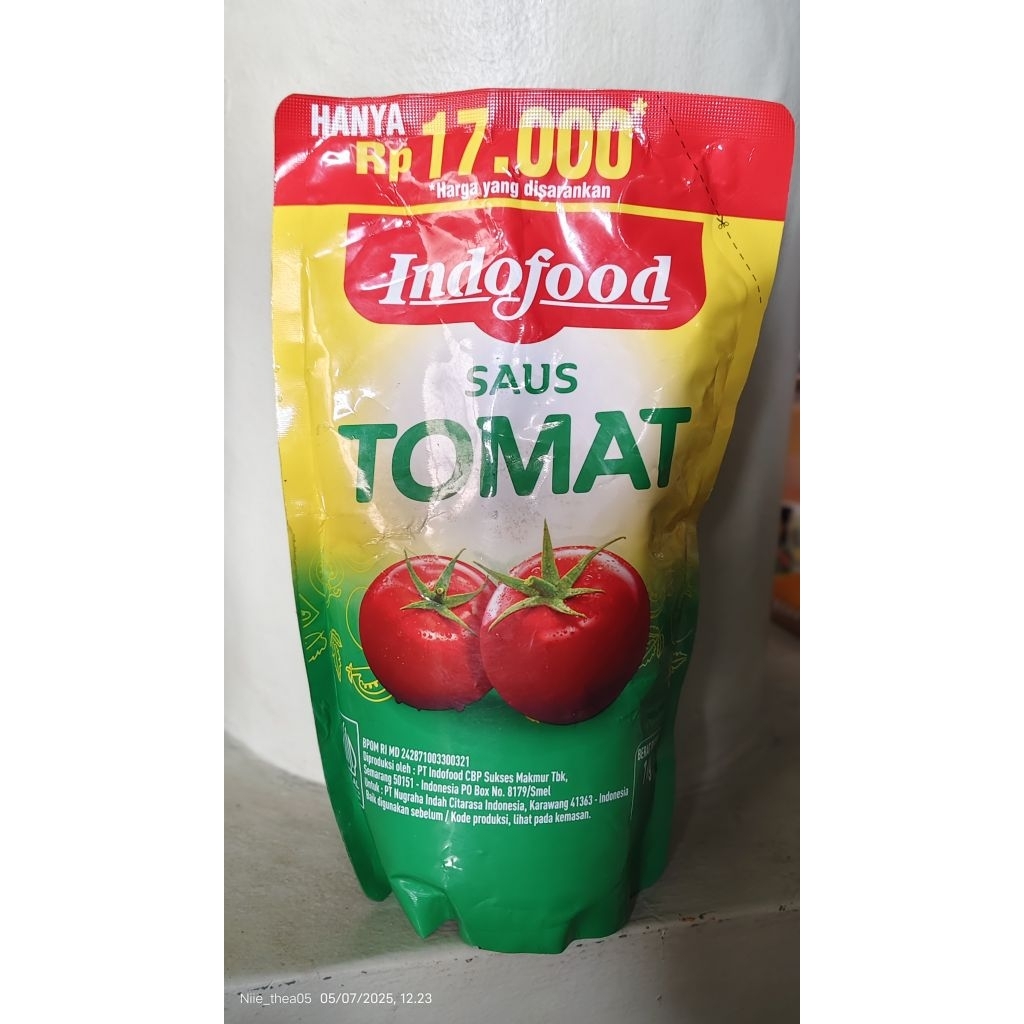 HANYA
Rp 17.000*
*Harga yang disarankan
Indofood
SAUS
TOMAT
BPOM RI MD 242871003300321
Diproduksi oleh : PT Indofood CBP Sukses Makmur Tbk,
Semarang 50151 - Indonesia PO Box No. 8179/Smel
Untuk : PT Nugraha Indah Citarasa Indonesia, Karawang 41363 - Indonesia
Baik digunakan sebelum / Kode produksi, lihat pada kemasan.
Niie_thea05 05/07/2025, 12.23